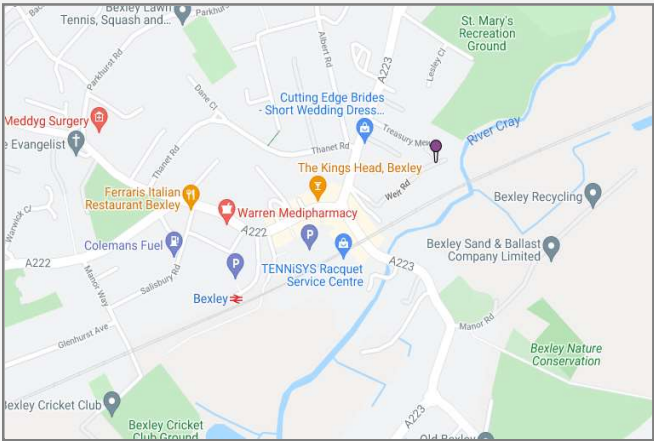 Bexley Lawn
Tennis, Squash and...
Parkhurst
Parkhurst Rd
Albert Rd
A223
Lesley Cl
St. Mary's
Recreation
Ground
Dane Cl
Cutting Edge Brides
- Short Wedding Dress...
Meddyg Surgery
e Evangelist
Thanet Rd
Thanet Rd
Treasury Mews
River Cray
The Kings Head, Bexley
Weir Rd
Bexley Recycling
Ferraris Italian
Restaurant Bexley
Warren Medipharmacy
Warwick Cl
A222
Colemans Fuel
P
P
TENNiSYS Racquet
Service Centre
Bexley Sand & Ballast
Company Limited
A222
A223
Manor Way
Salisbury Rd
Bexley
Glenhurst Ave
Manor Rd
Bexley Nature
Conservation
Bexley Cricket Club
Bexley Cricket
Club Ground
A223
Old Bexley